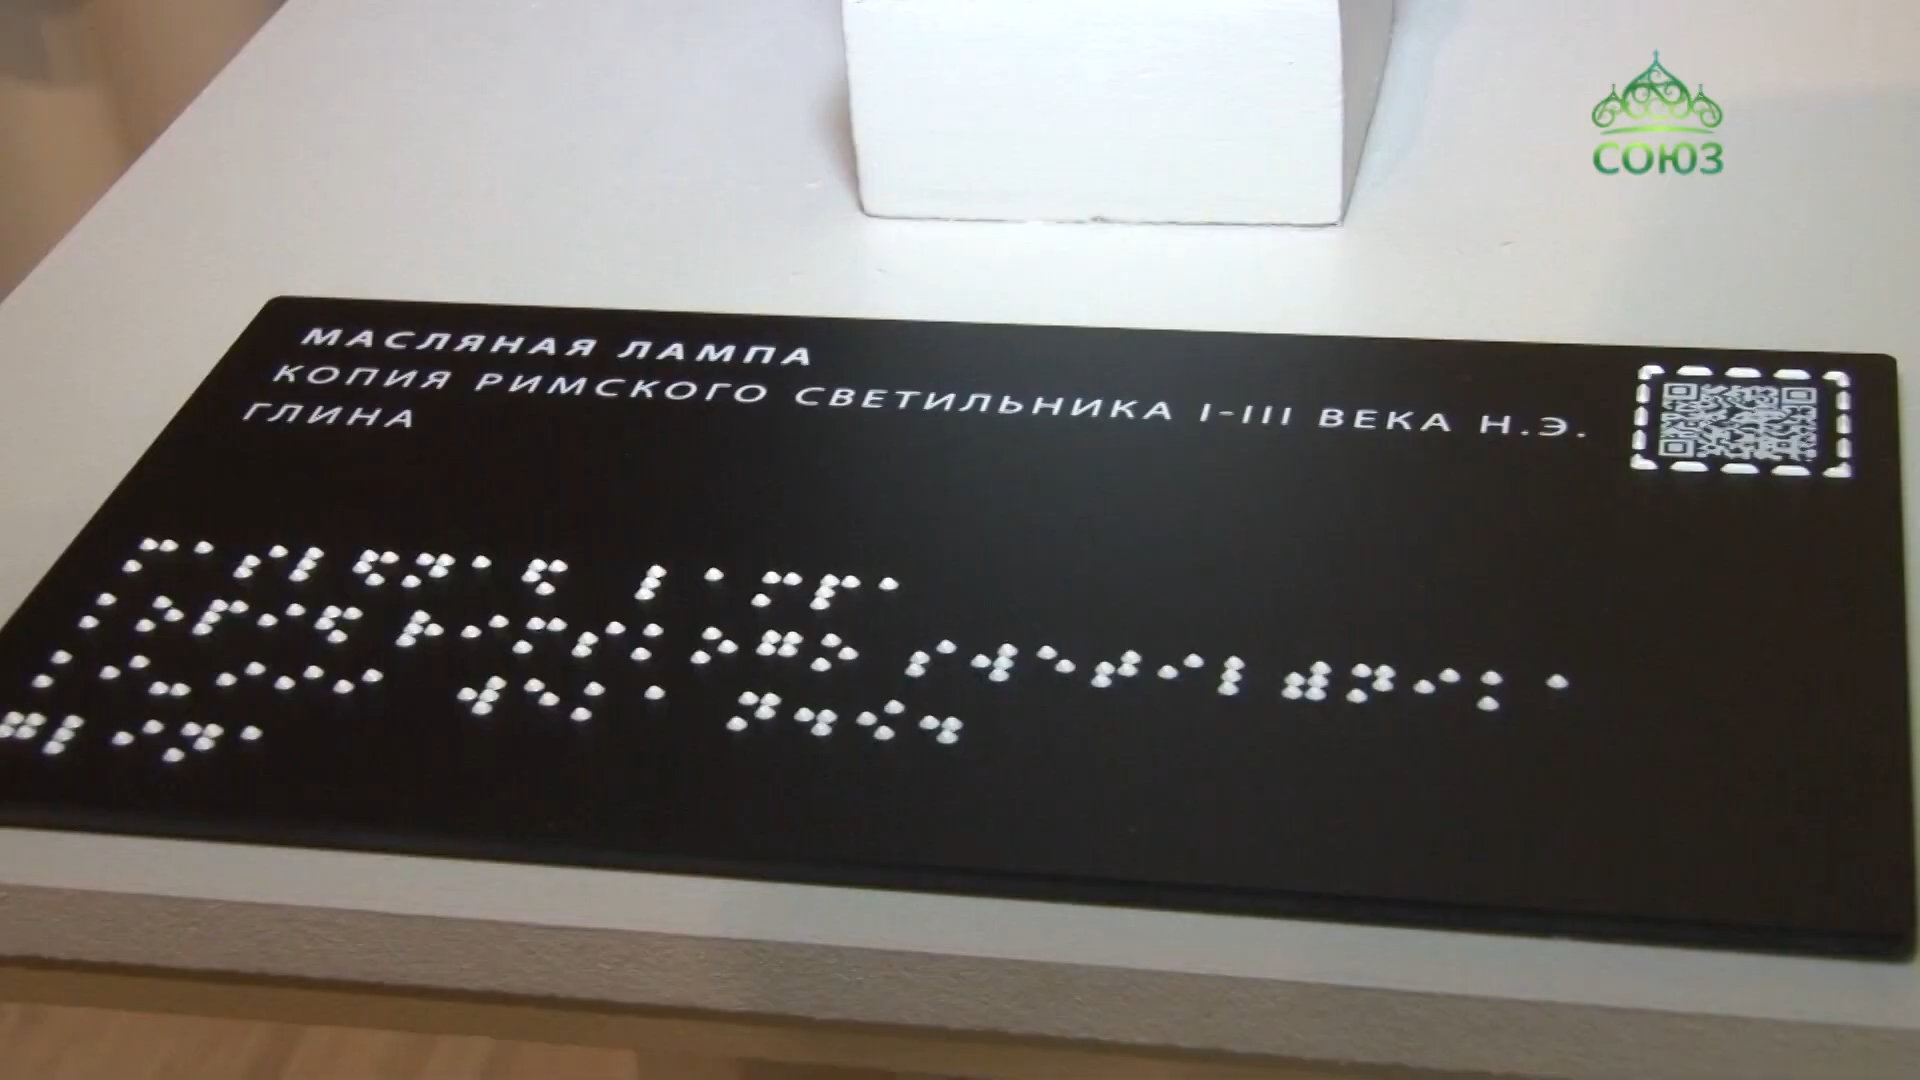 СОЮЗ
МАСЛЯНАЯ ЛАМПА
КОПИЯ РИМСКОГО СВЕТИЛЬНИКА I-III ВЕКА Н.Э.
ГЛИНА